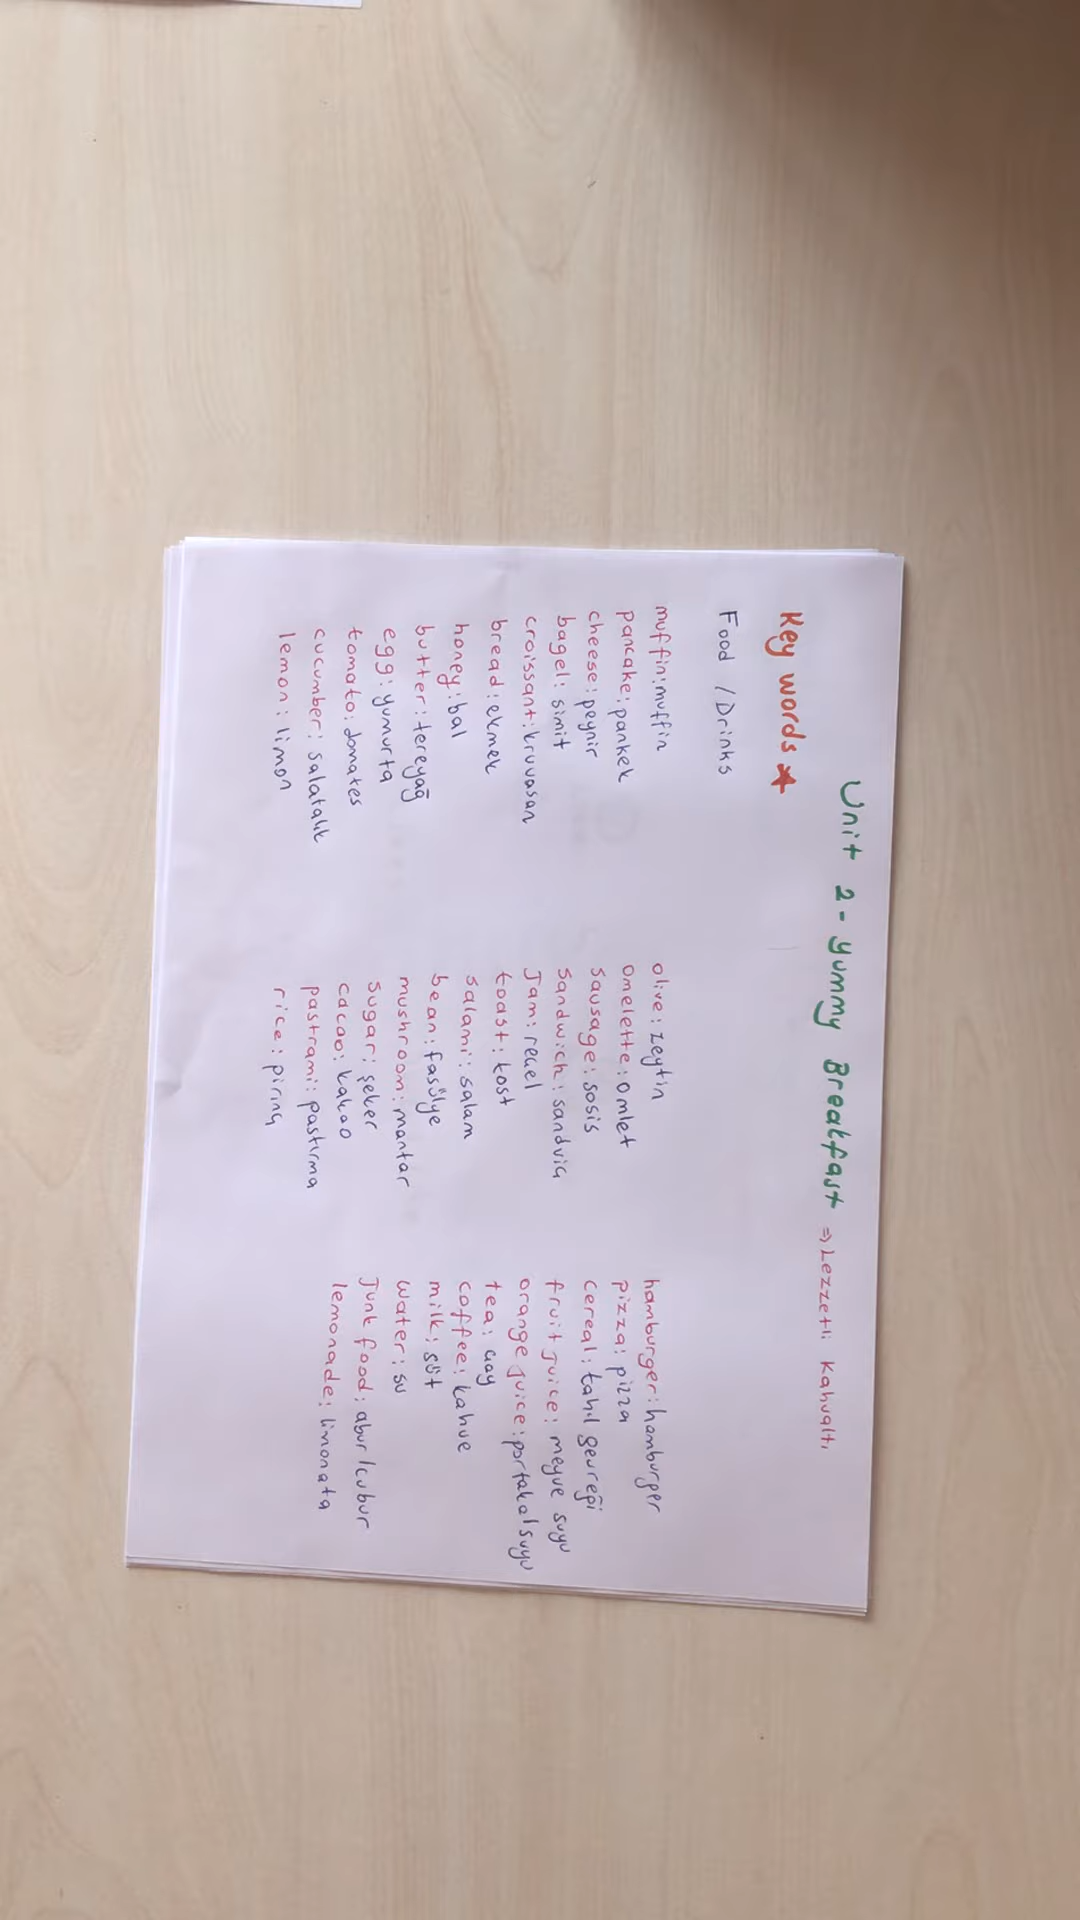 Unit 2 - Yummy Breakfast => Lezzetli Kahvaltı
Key words ★
Food / Drinks
muffin: muffin
pancake: pankek
cheese: peynir
bagel: simit
croissant: kruvasan
bread: ekmek
honey: bal
butter: tereyağ
egg: yumurta
tomato: domates
cucumber: salatalık
lemon: limon
olive: zeytin
omelette: omlet
sausage: sosis
sandwich: sandviç
Jam: reçel
toast: tost
salami: salam
bean: fasülye
mushroom: mantar
sugar: şeker
cacao: kakao
pastrami: pastırma
rice: pirinç
hamburger: hamburger
pizza: pizza
cereal: tahıl gevreği
fruit juice: meyve suyu
orange juice: portakal suyu
tea: çay
coffee: kahve
milk: süt
water: su
Junk food: abur/cubur
lemonade: limonata